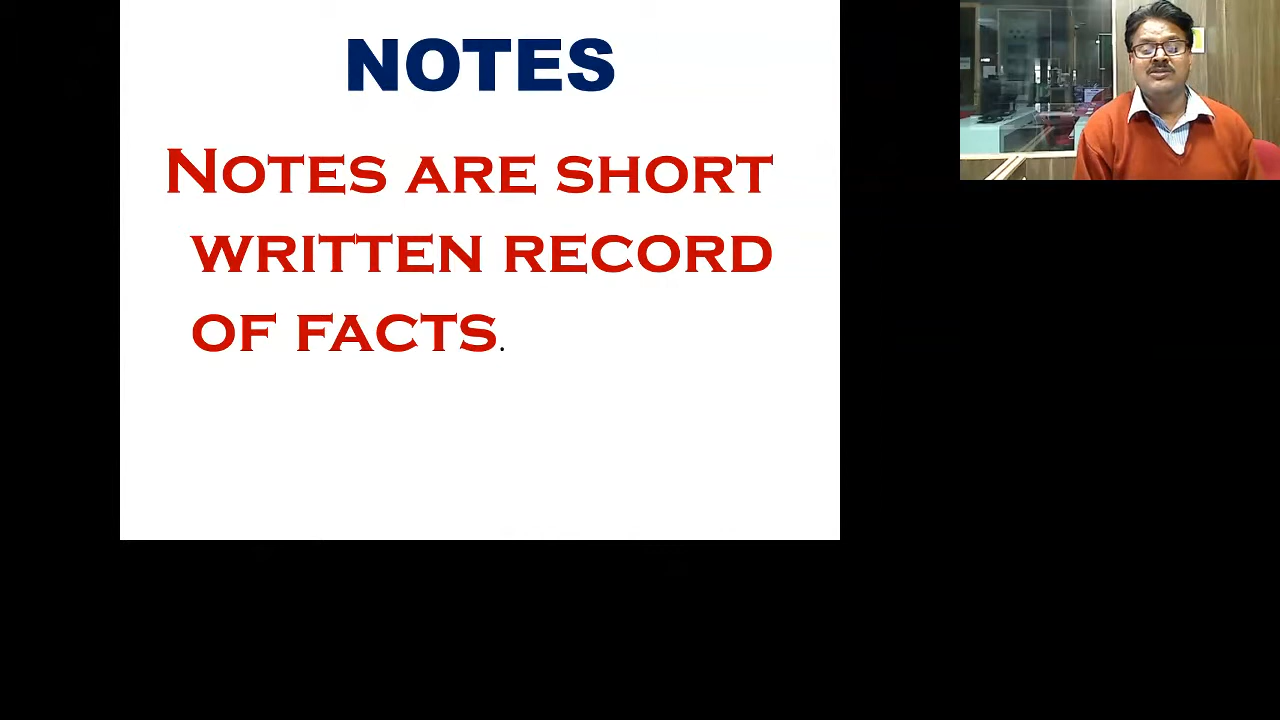 NOTES
NOTES ARE SHORT
WRITTEN RECORD
OF FACTS.